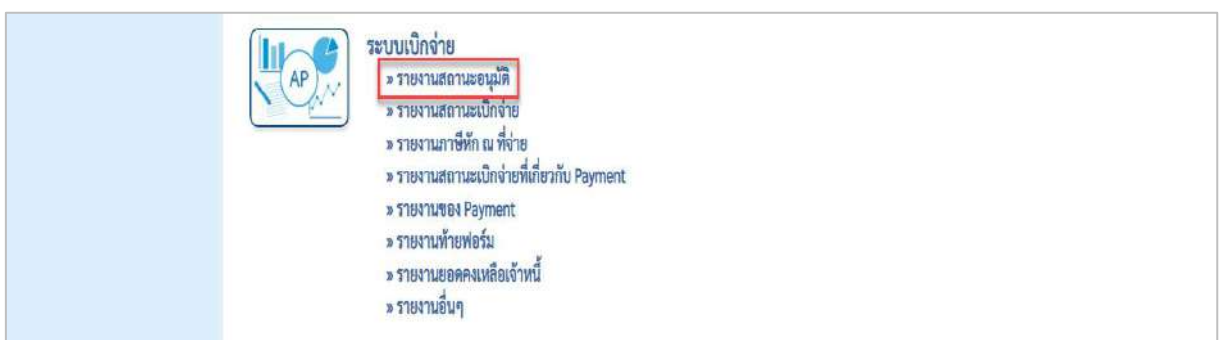 ระบบเบิกจ่าย
AP
» รายงานสถานะอนุมัติ
» รายงานสถานะเบิกจ่าย
» รายงานภาษีหัก ณ ที่จ่าย
» รายงานสถานะเบิกจ่ายที่เกี่ยวกับ Payment
» รายงานของ Payment
» รายงานท้ายฟอร์ม
» รายงานยอดคงเหลือเจ้าหนี้
» รายงานอื่นๆ